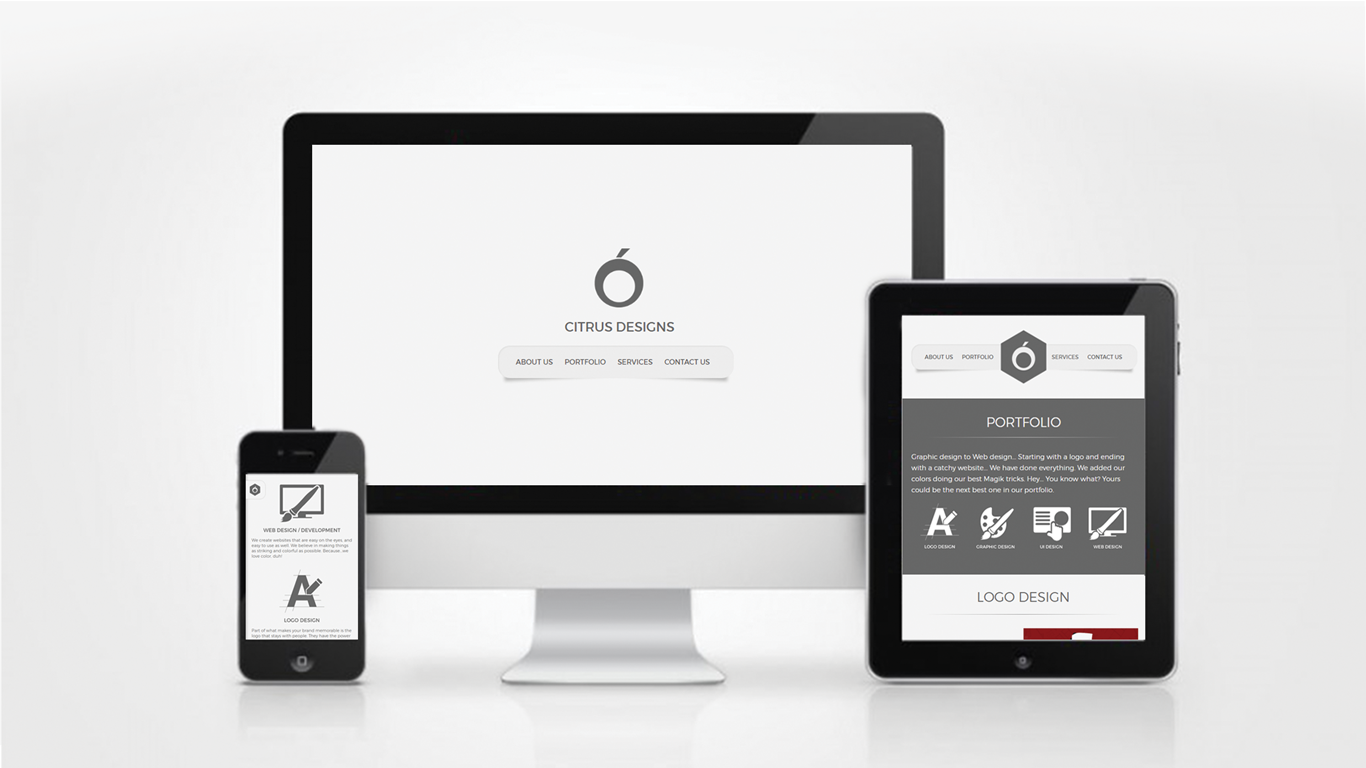 CITRUS DESIGNS
ABOUT US PORTFOLIO SERVICES CONTACT US
WEB DESIGN / DEVELOPMENT
We create websites that are easy on the eyes, and
easy to use as well. We believe in making things
as striking and colorful as possible. Because.. we
love color, duh!
LOGO DESIGN
Part of what makes your brand memorable is the
logo that stays with people. They have the power
ABOUT US PORTFOLIO SERVICES CONTACT US
PORTFOLIO
Graphic design to Web design... Starting with a logo and ending
with a catchy website... We have done everything. We added our
colors doing our best Magik tricks. Hey... You know what? Yours
could be the next best one in our portfolio.
LOGO DESIGN GRAPHIC DESIGN UI DESIGN WEB DESIGN
LOGO DESIGN